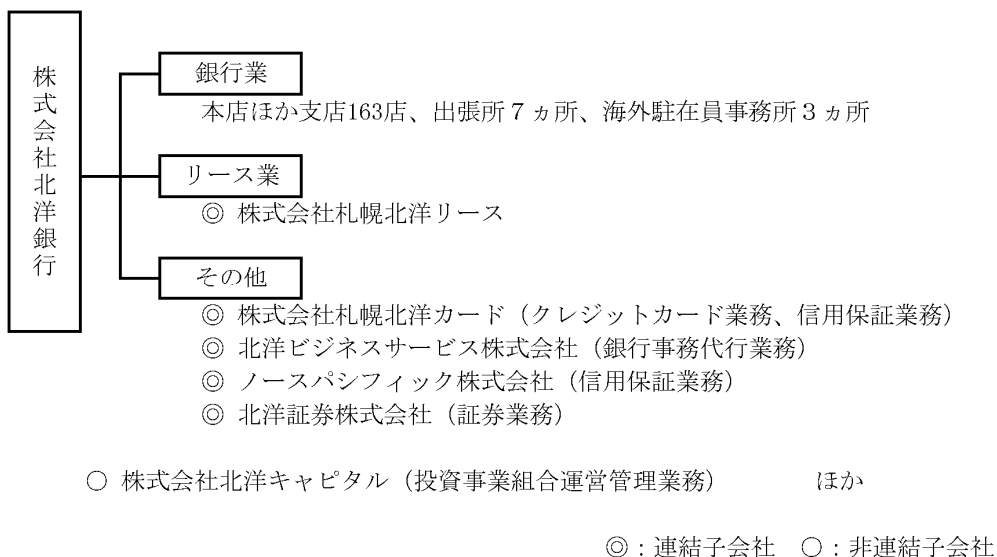 株式会社北洋銀行
銀行業
本店ほか支店163店、出張所７ヵ所、海外駐在員事務所３ヵ所
リース業
◎ 株式会社札幌北洋リース
その他
◎ 株式会社札幌北洋カード（クレジットカード業務、信用保証業務）
◎ 北洋ビジネスサービス株式会社（銀行事務代行業務）
◎ ノースパシフィック株式会社（信用保証業務）
◎ 北洋証券株式会社（証券業務）
○ 株式会社北洋キャピタル（投資事業組合運営管理業務） ほか
◎：連結子会社 ○：非連結子会社